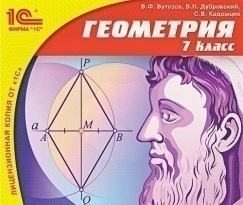 1С®
ФИРМА "1С"
В.Ф. Бутузов, В.Н. Дубровский,
С.Б. Кадомцев
ГЕОМЕТРИЯ
7 класс
ЛИЦЕНЗИОННАЯ КОПИЯ ОТ «1С»
P
a
A
M
B
Q